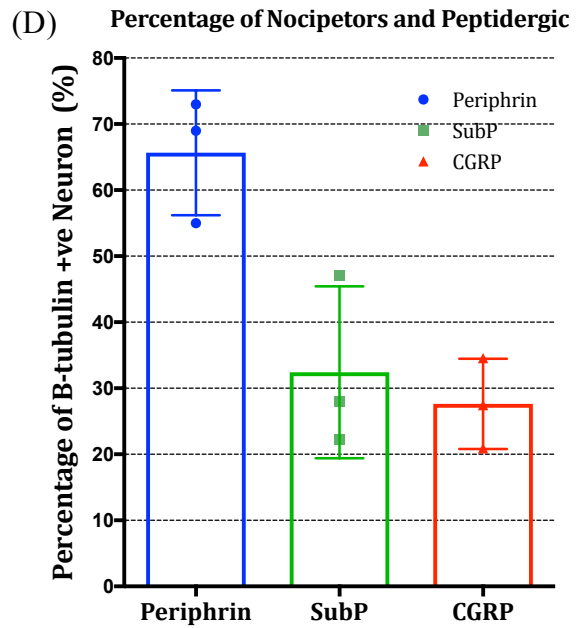 (D)
Percentage of Nocipetors and Peptidergic
Percentage of B-tubulin +ve Neuron (%)
80
70
60
50
40
30
20
10
0
Periphrin
SubP
CGRP
Periphrin
SubP
CGRP